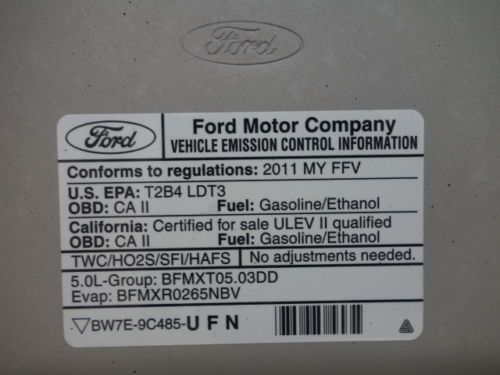 Ford
Ford
Ford Motor Company
VEHICLE EMISSION CONTROL INFORMATION
Conforms to regulations: 2011 MY FFV
U.S. EPA: T2B4 LDT3
OBD: CA II Fuel: Gasoline/Ethanol
California: Certified for sale ULEV II qualified
OBD: CA II Fuel: Gasoline/Ethanol
TWC/HO2S/SFI/HAFS No adjustments needed.
5.0L-Group: BFMXT05.03DD
Evap: BFMXR0265NBV
▽BW7E-9C485-U F N